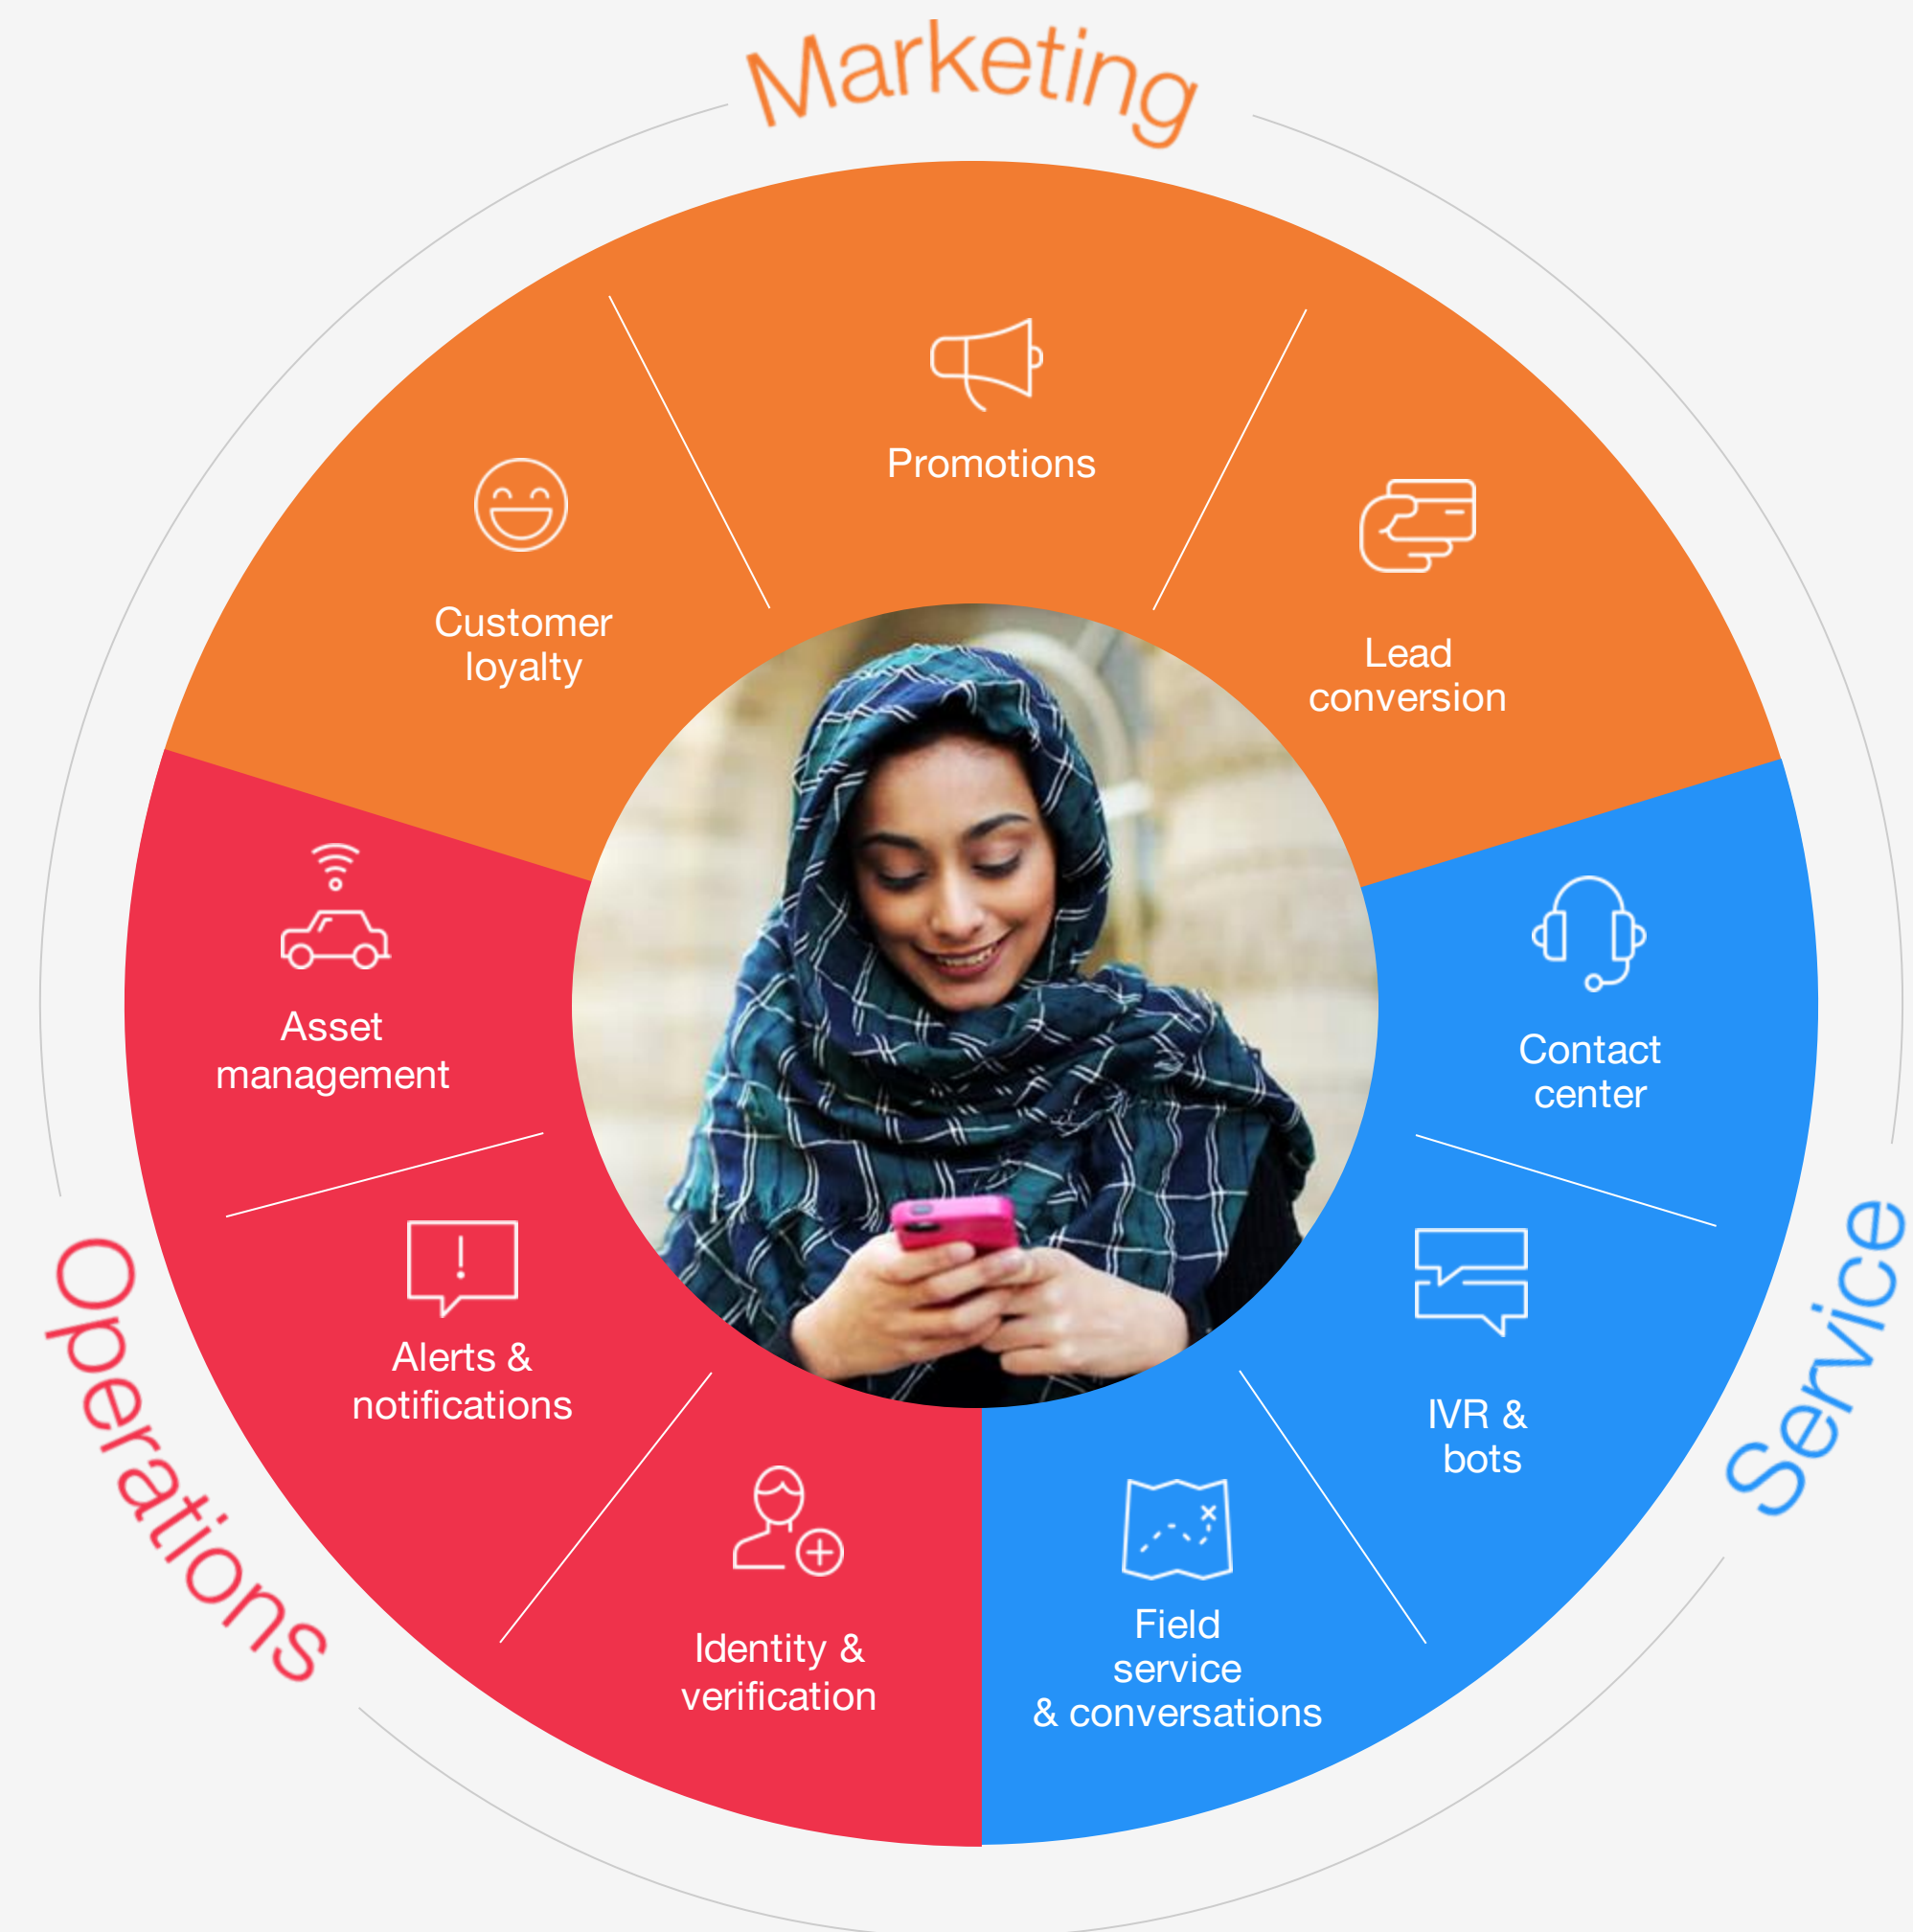 Marketing
Promotions
Customer
loyalty
Lead
conversion
Asset
management
Contact
center
Alerts &
notifications
IVR &
bots
Identity &
verification
Field
service
& conversations
Operations
Service